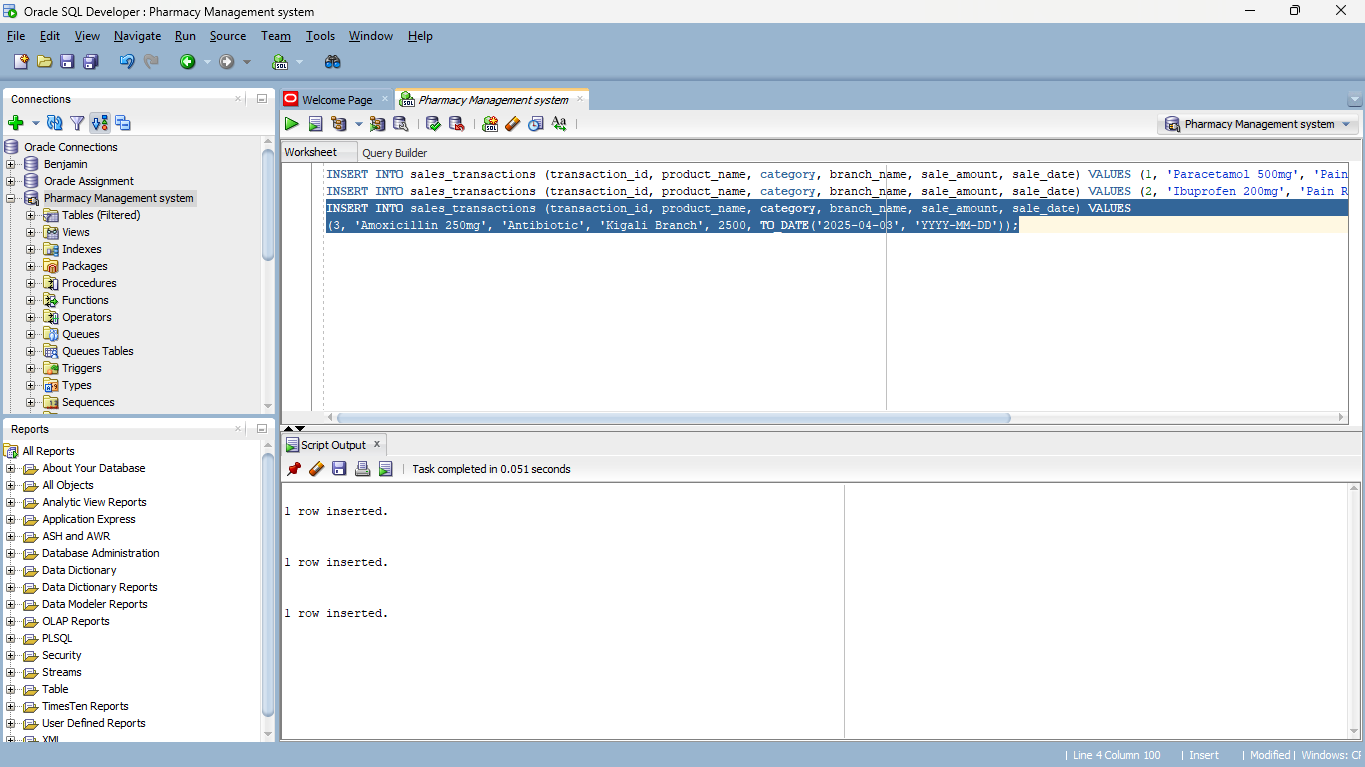 Oracle SQL Developer : Pharmacy Management system
File Edit View Navigate Run Source Team Tools Window Help
Connections
Oracle Connections
Benjamin
Oracle Assignment
Pharmacy Management system
Tables (Filtered)
Views
Indexes
Packages
Procedures
Functions
Operators
Queues
Queues Tables
Triggers
Types
Sequences
Reports
All Reports
About Your Database
All Objects
Analytic View Reports
Application Express
ASH and AWR
Database Administration
Data Dictionary
Data Dictionary Reports
Data Modeler Reports
OLAP Reports
PLSQL
Security
Streams
Table
TimesTen Reports
User Defined Reports
XML
Welcome Page Pharmacy Management system
Pharmacy Management system
Worksheet Query Builder
INSERT INTO sales_transactions (transaction_id, product_name, category, branch_name, sale_amount, sale_date) VALUES (1, 'Paracetamol 500mg', 'Pain
INSERT INTO sales_transactions (transaction_id, product_name, category, branch_name, sale_amount, sale_date) VALUES (2, 'Ibuprofen 200mg', 'Pain R
INSERT INTO sales_transactions (transaction_id, product_name, category, branch_name, sale_amount, sale_date) VALUES
(3, 'Amoxicillin 250mg', 'Antibiotic', 'Kigali Branch', 2500, TO_DATE('2025-04-03', 'YYYY-MM-DD'));
Script Output
Task completed in 0.051 seconds
1 row inserted.
1 row inserted.
1 row inserted.
Line 4 Column 100 Insert Modified Windows: CF